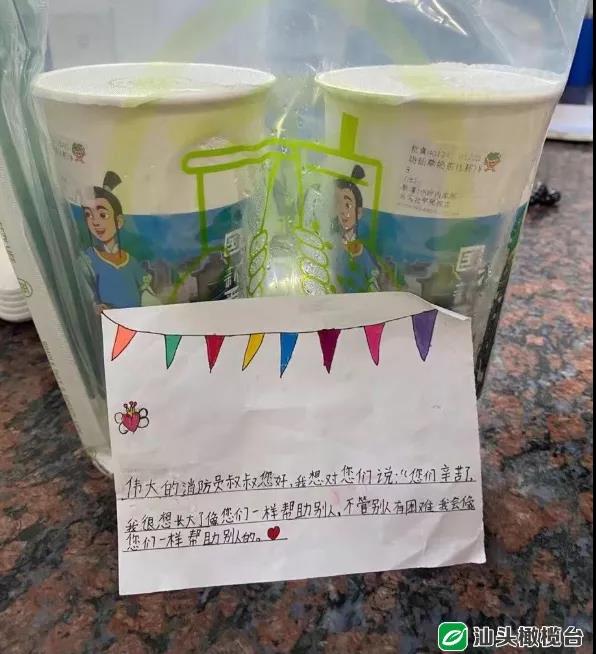 国
国
伟大的消防员叔叔您好,我想对您们说:“您们辛苦了
我很想长大了像您们一样帮助别人,不管别人有困难我会像
您们一样帮助别人的。
汕头橄榄台